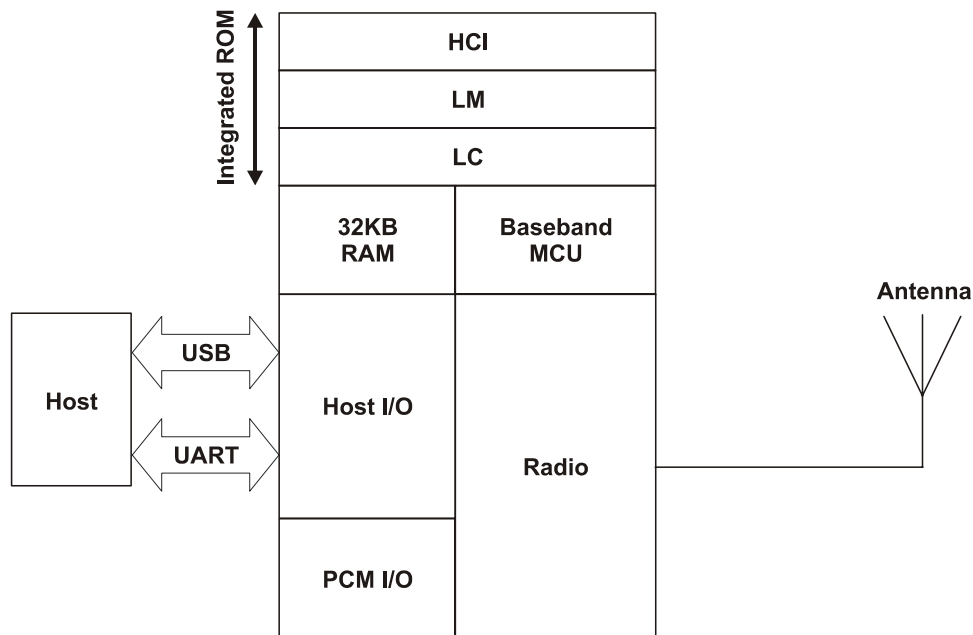 Integrated ROM
HCI
LM
LC
32KB
RAM
Baseband
MCU
Antenna
Host
USB
UART
Host I/O
Radio
PCM I/O